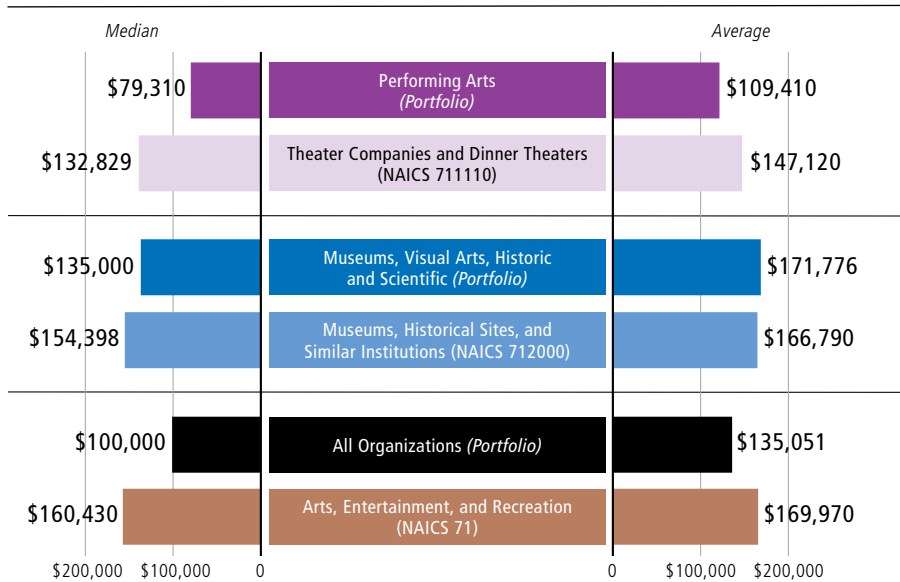 Median
Average
$79,310
Performing Arts
(Portfolio)
$109,410
$132,829
Theater Companies and Dinner Theaters
(NAICS 711110)
$147,120
$135,000
Museums, Visual Arts, Historic
and Scientific (Portfolio)
$171,776
$154,398
Museums, Historical Sites, and
Similar Institutions (NAICS 712000)
$166,790
$100,000
All Organizations (Portfolio)
$135,051
$160,430
Arts, Entertainment, and Recreation
(NAICS 71)
$169,970
$200,000
$100,000
0
0
$100,000
$200,000